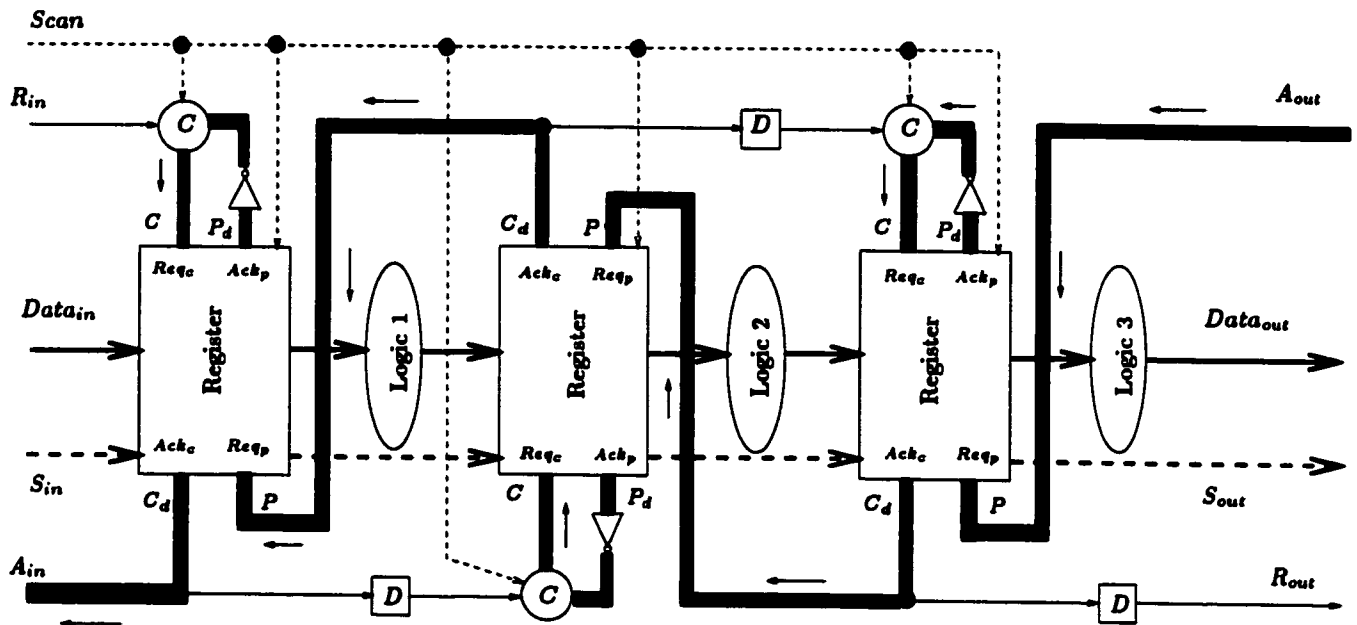 Scan
R_in
C
D
C
A_out
C
P_d
C_d
P
C
P_d
Req_c Ack_p
Ack_c Req_p
Req_c Ack_p
Data_in
Register
Logic 1
Register
Logic 2
Register
Logic 3
Data_out
Ack_c Req_p
Req_c Ack_p
Ack_c Req_p
S_in
C_d
P
C
P_d
C_d
P
S_out
A_in
D
C
D
R_out